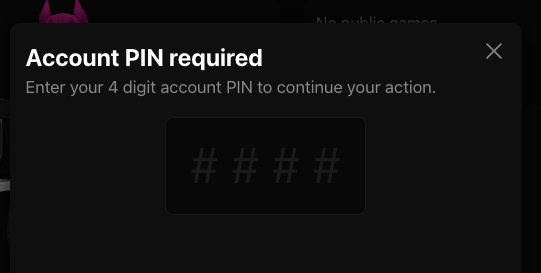 No public games
Account PIN required
Enter your 4 digit account PIN to continue your action.
# # # #